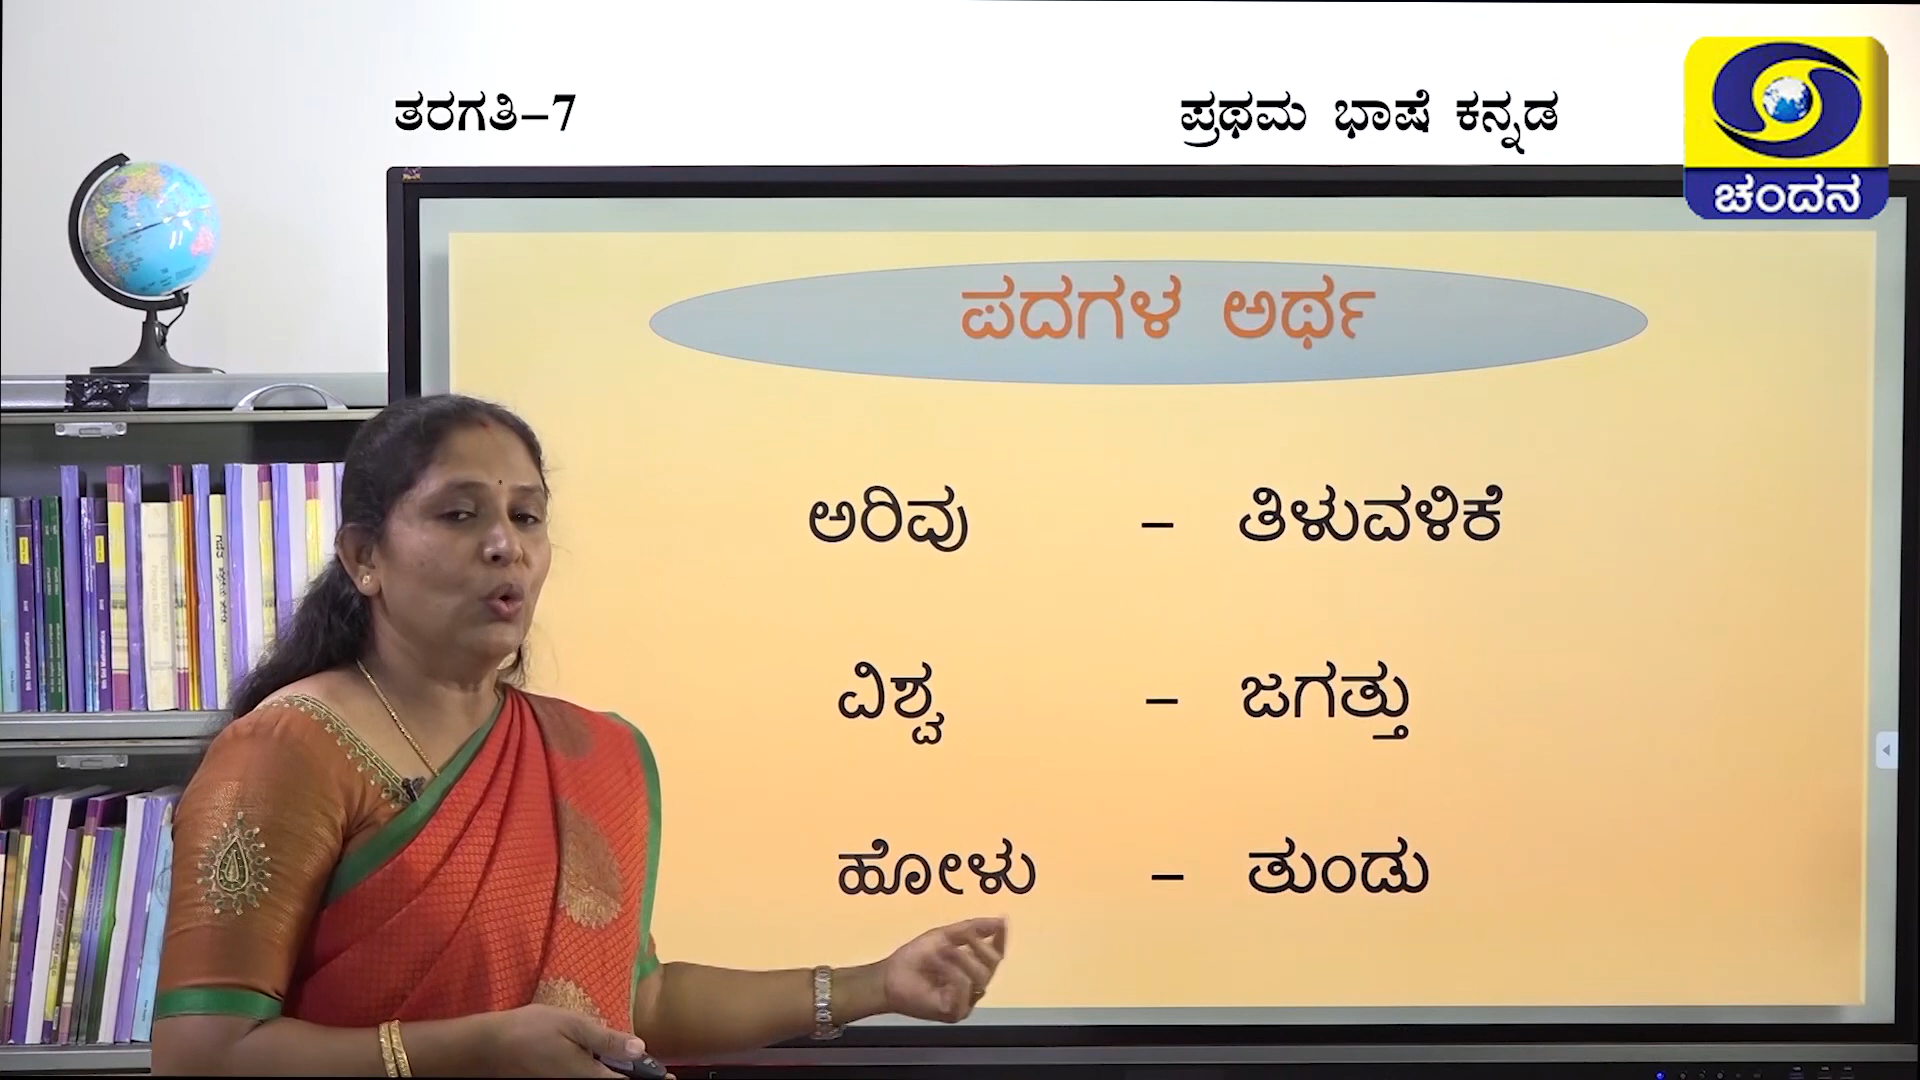 ತರಗತಿ–7
ಪ್ರಥಮ ಭಾಷೆ ಕನ್ನಡ
ಚಂದನ
ಪದಗಳ ಅರ್ಥ
ಅರಿವು – ತಿಳುವಳಿಕೆ
ವಿಶ್ವ – ಜಗತ್ತು
ಹೋಳು – ತುಂಡು